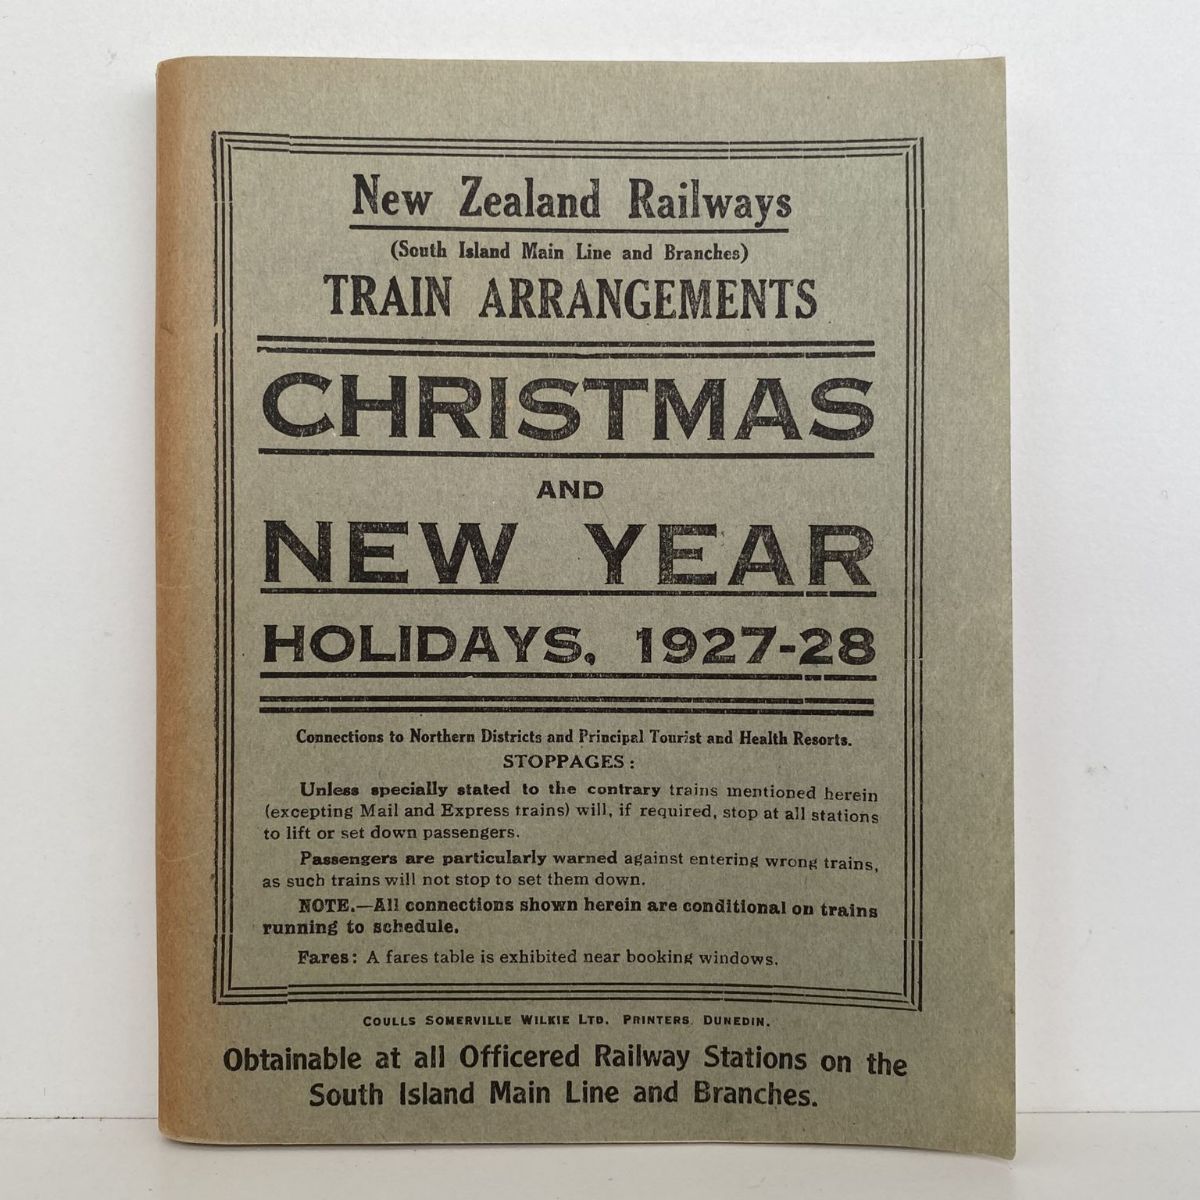 New Zealand Railways
(South Island Main Line and Branches)
TRAIN ARRANGEMENTS
CHRISTMAS
AND
NEW YEAR
HOLIDAYS, 1927-28
Connections to Northern Districts and Principal Tourist and Health Resorts.
STOPPAGES:
Unless specially stated to the contrary trains mentioned herein
(excepting Mail and Express trains) will, if required, stop at all stations
to lift or set down passengers.
Passengers are particularly warned against entering wrong trains,
as such trains will not stop to set them down.
NOTE.—All connections shown herein are conditional on trains
running to schedule.
Fares: A fares table is exhibited near booking windows.
COULLS SOMERVILLE WILKIE LTD. PRINTERS. DUNEDIN.
Obtainable at all Officered Railway Stations on the
South Island Main Line and Branches.